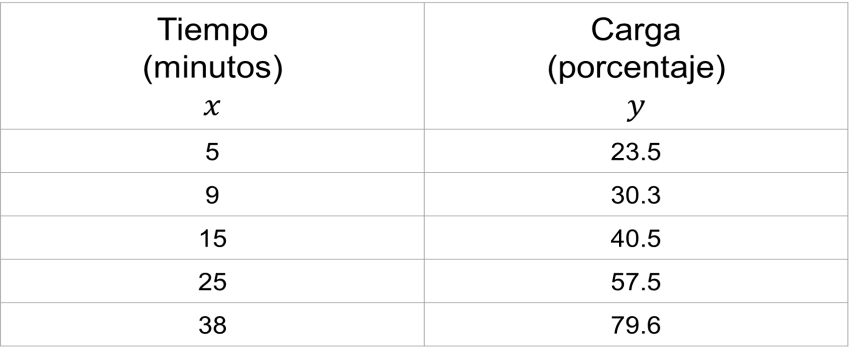 Tiempo
(minutos)
x
Carga
(porcentaje)
y
5 23.5
9 30.3
15 40.5
25 57.5
38 79.6